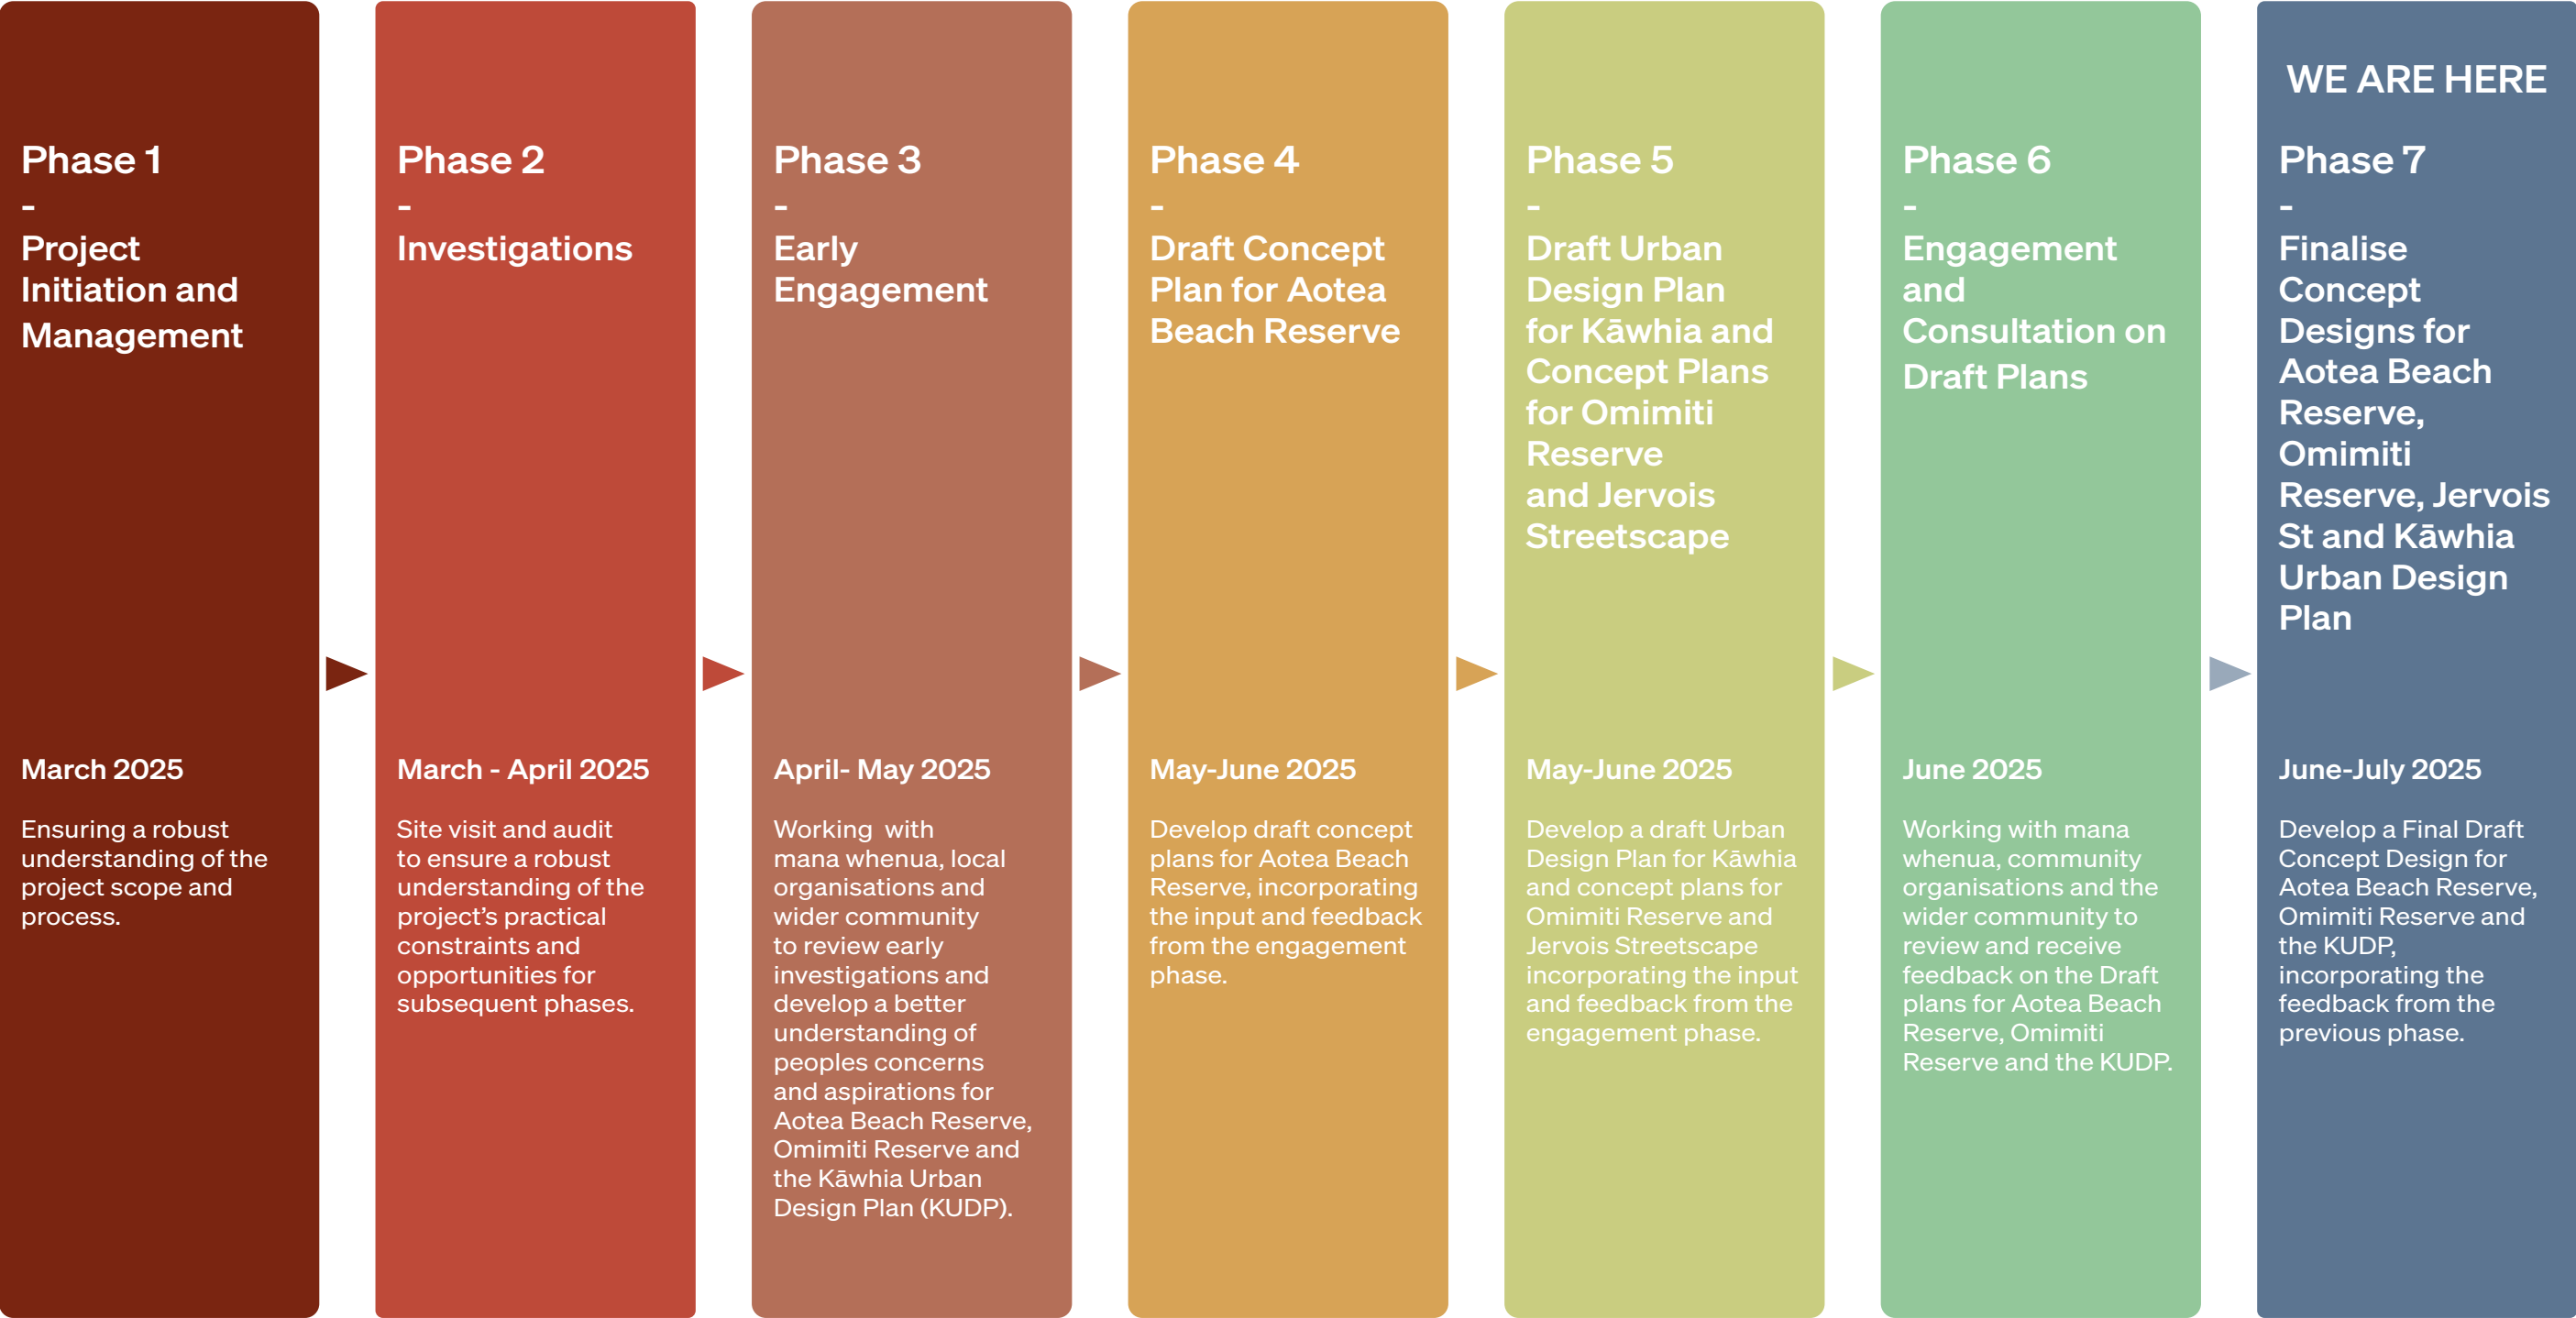 Phase 1
-
Project
Initiation and
Management
March 2025
Ensuring a robust
understanding of the
project scope and
process.
Phase 2
-
Investigations
March - April 2025
Site visit and audit
to ensure a robust
understanding of the
project’s practical
constraints and
opportunities for
subsequent phases.
Phase 3
-
Early
Engagement
April- May 2025
Working with
mana whenua, local
organisations and
wider community
to review early
investigations and
develop a better
understanding of
peoples concerns
and aspirations for
Aotea Beach Reserve,
Omimiti Reserve and
the Kāwhia Urban
Design Plan (KUDP).
Phase 4
-
Draft Concept
Plan for Aotea
Beach Reserve
May-June 2025
Develop draft concept
plans for Aotea Beach
Reserve, incorporating
the input and feedback
from the engagement
phase.
Phase 5
-
Draft Urban
Design Plan
for Kāwhia and
Concept Plans
for Omimiti
Reserve
and Jervois
Streetscape
May-June 2025
Develop a draft Urban
Design Plan for Kāwhia
and concept plans for
Omimiti Reserve and
Jervois Streetscape
incorporating the input
and feedback from the
engagement phase.
Phase 6
-
Engagement
and
Consultation on
Draft Plans
June 2025
Working with mana
whenua, community
organisations and the
wider community to
review and receive
feedback on the Draft
plans for Aotea Beach
Reserve, Omimiti
Reserve and the KUDP.
WE ARE HERE
Phase 7
-
Finalise
Concept
Designs for
Aotea Beach
Reserve,
Omimiti
Reserve, Jervois
St and Kāwhia
Urban Design
Plan
June-July 2025
Develop a Final Draft
Concept Design for
Aotea Beach Reserve,
Omimiti Reserve and
the KUDP,
incorporating the
feedback from the
previous phase.